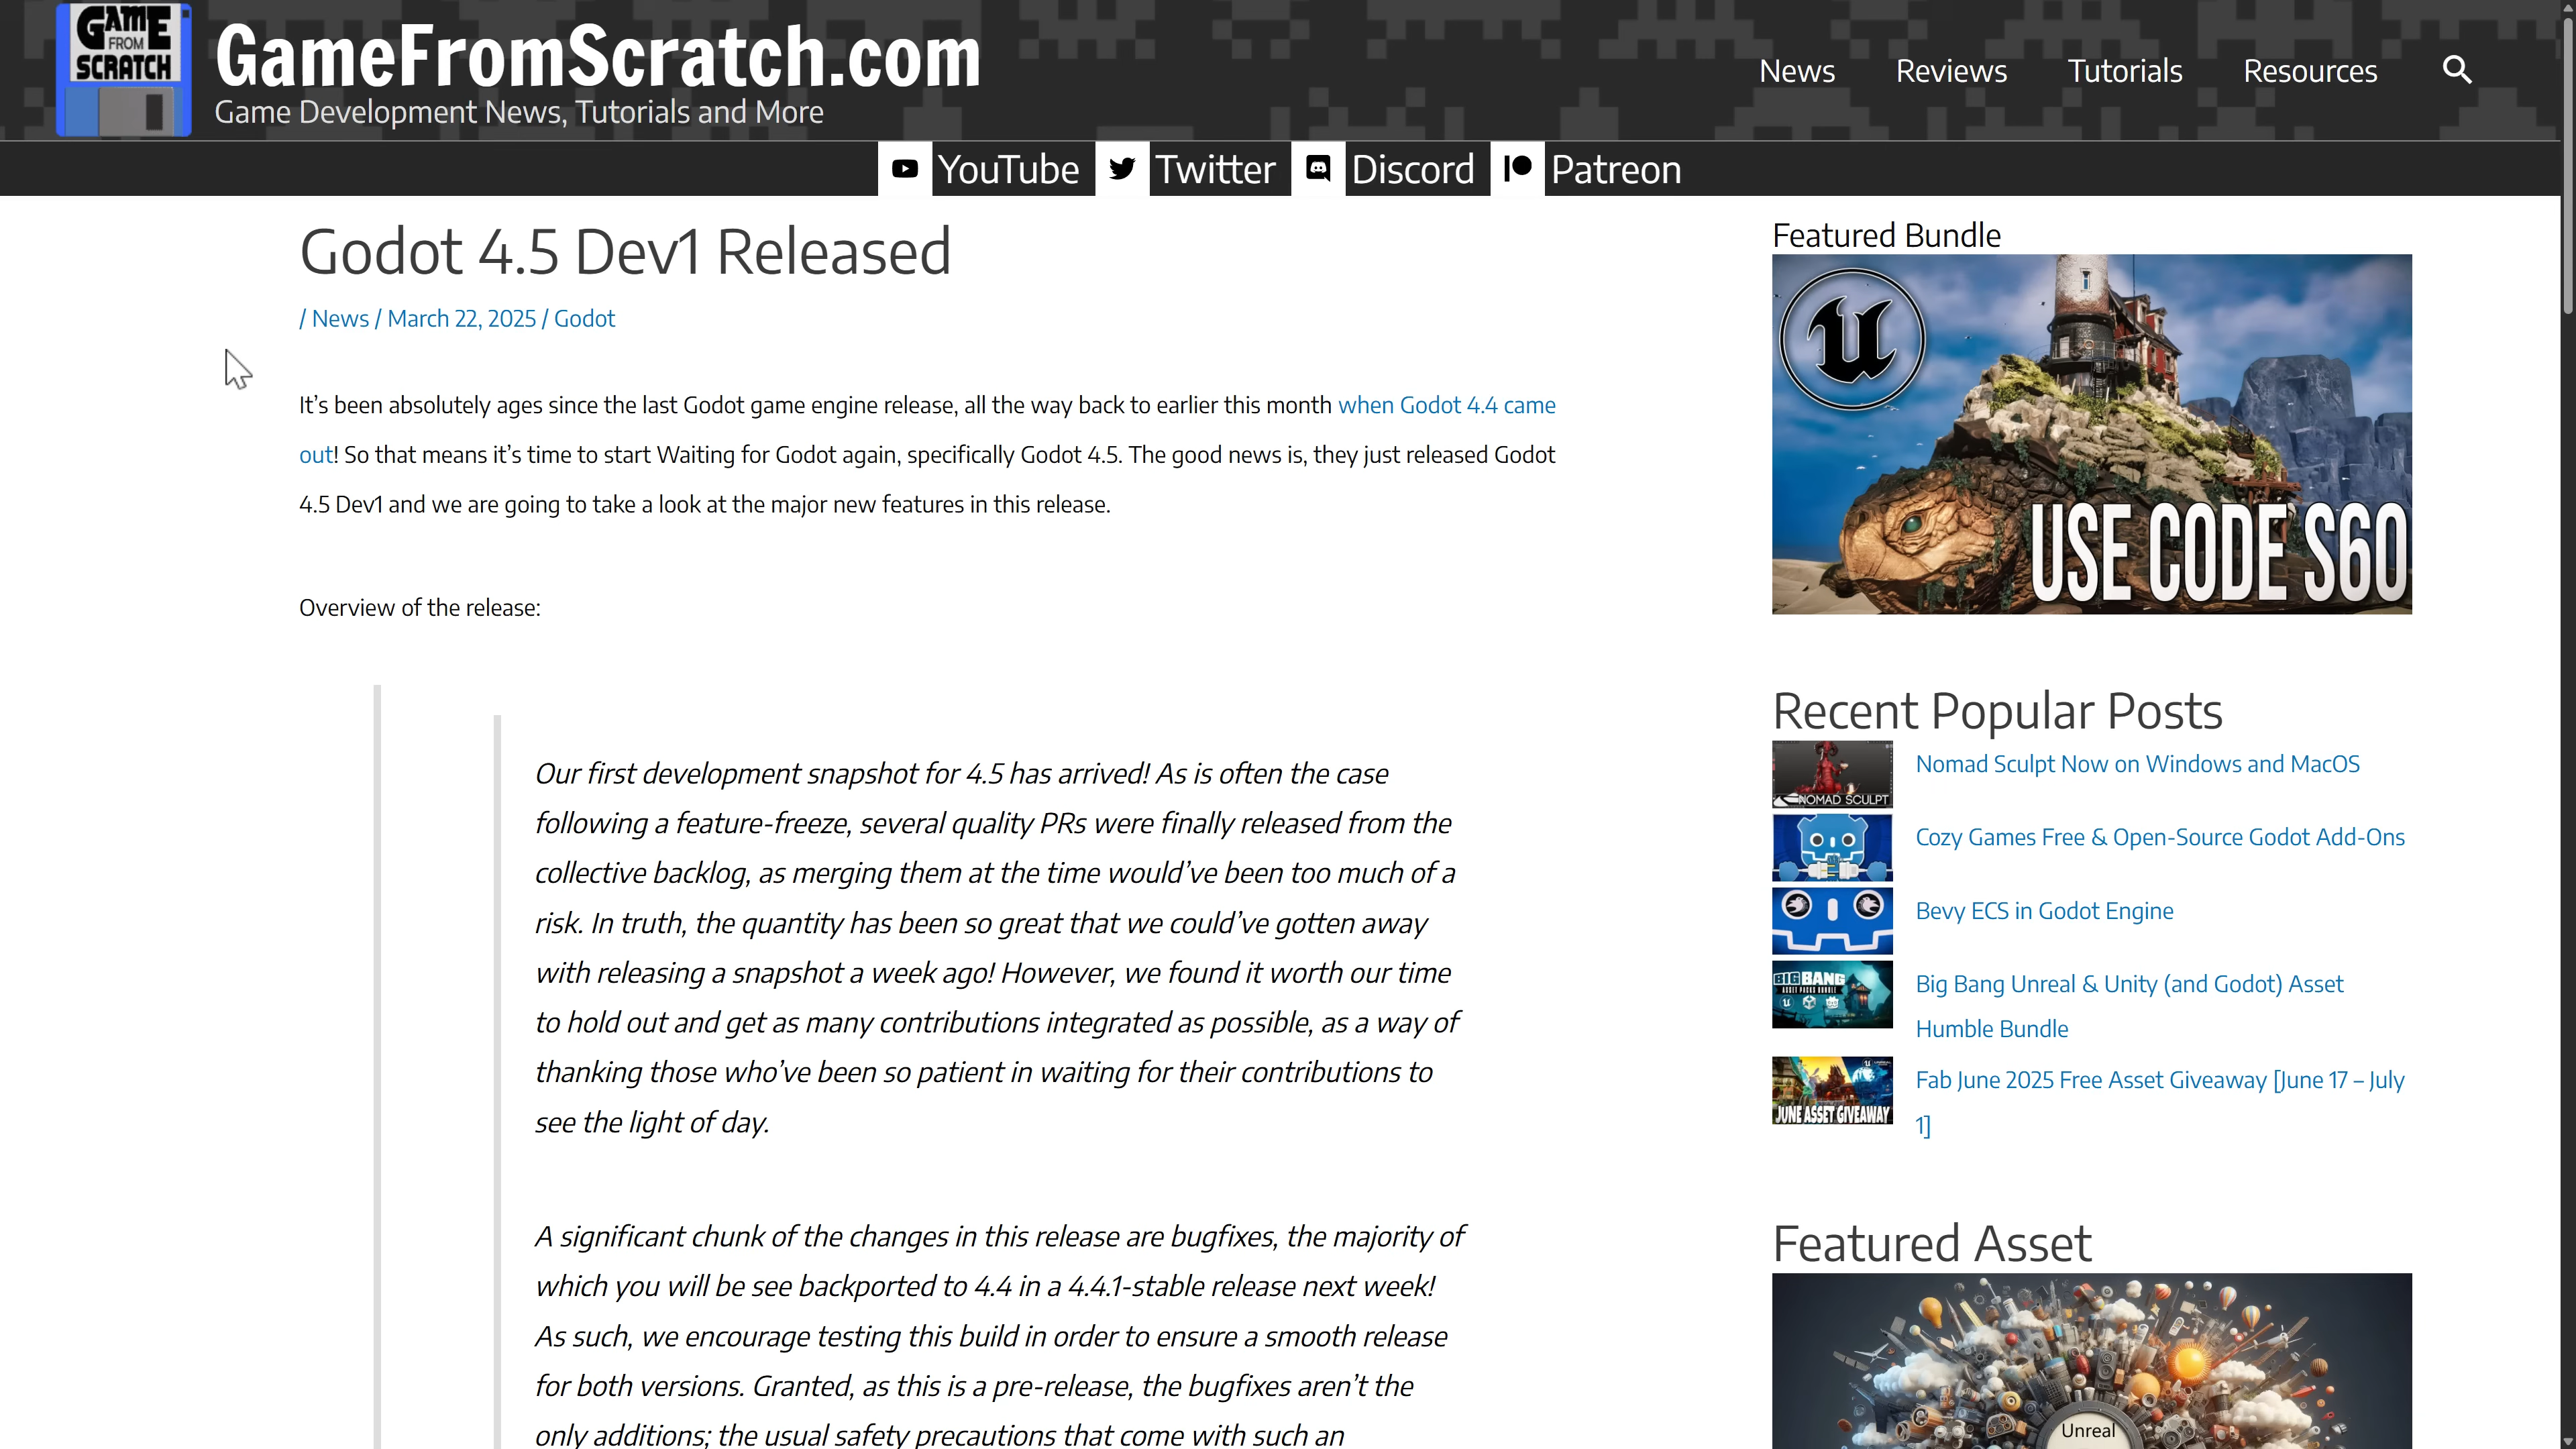 GAME
FROM
SCRATCH
GameFromScratch.com
Game Development News, Tutorials and More
News
Reviews
Tutorials
Resources
YouTube
Twitter
Discord
Patreon
Godot 4.5 Dev1 Released
/ News / March 22, 2025 / Godot
It’s been absolutely ages since the last Godot game engine release, all the way back to earlier this month when Godot 4.4 came
out! So that means it’s time to start Waiting for Godot again, specifically Godot 4.5. The good news is, they just released Godot
4.5 Dev1 and we are going to take a look at the major new features in this release.
Overview of the release:
Our first development snapshot for 4.5 has arrived! As is often the case
following a feature-freeze, several quality PRs were finally released from the
collective backlog, as merging them at the time would’ve been too much of a
risk. In truth, the quantity has been so great that we could’ve gotten away
with releasing a snapshot a week ago! However, we found it worth our time
to hold out and get as many contributions integrated as possible, as a way of
thanking those who’ve been so patient in waiting for their contributions to
see the light of day.
A significant chunk of the changes in this release are bugfixes, the majority of
which you will be see backported to 4.4 in a 4.4.1-stable release next week!
As such, we encourage testing this build in order to ensure a smooth release
for both versions. Granted, as this is a pre-release, the bugfixes aren’t the
only additions; the usual safety precautions that come with such an
Featured Bundle
USE CODE S60
Recent Popular Posts
NOMAD SCULPT
Nomad Sculpt Now on Windows and MacOS
Cozy Games Free & Open-Source Godot Add-Ons
Bevy ECS in Godot Engine
BIG BANG
ASSET PACKS BUNDLE
Big Bang Unreal & Unity (and Godot) Asset
Humble Bundle
JUNE ASSET GIVEAWAY
Fab June 2025 Free Asset Giveaway [June 17 – July
1]
Featured Asset
Unreal